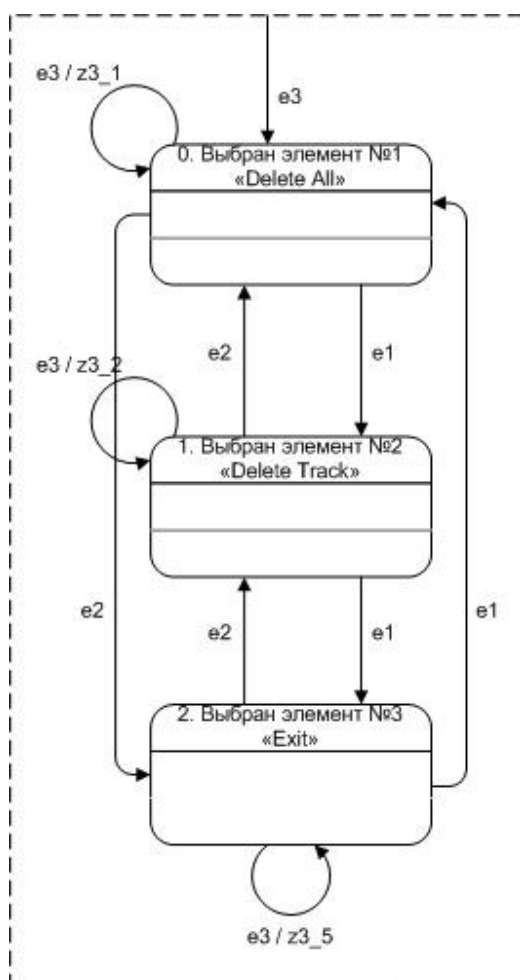 e3 / z3_1
e3
0. Выбран элемент №1
«Delete All»
e2
e1
e3 / z3_2
1. Выбран элемент №2
«Delete Track»
e2
e2
e1
e1
2. Выбран элемент №3
«Exit»
e3 / z3_5